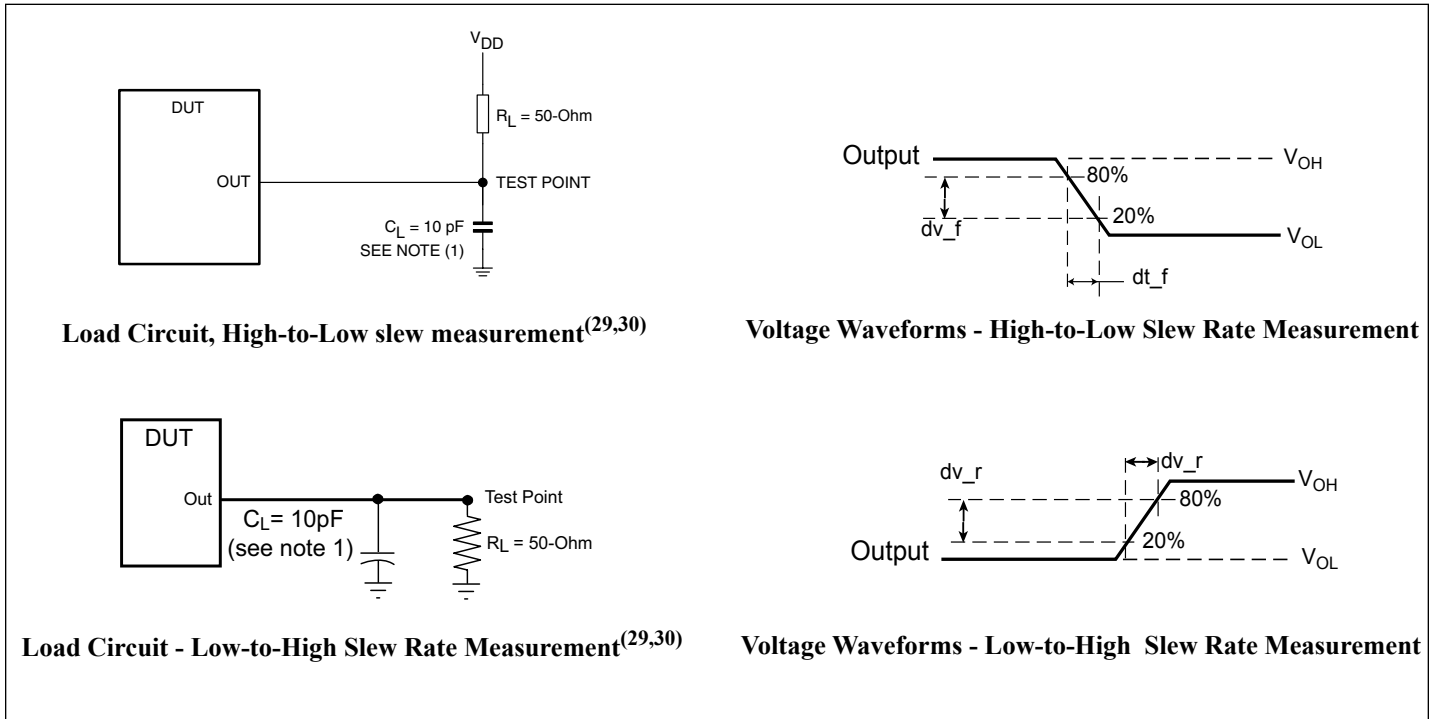 VDD
DUT
RL = 50-Ohm
OUT
TEST POINT
CL = 10 pF
SEE NOTE (1)
Load Circuit, High-to-Low slew measurement(29,30)
Output
VOH
80%
20%
dv_f
VOL
dt_f
Voltage Waveforms - High-to-Low Slew Rate Measurement
DUT
Out
Test Point
CL= 10pF
(see note 1)
RL = 50-Ohm
Load Circuit - Low-to-High Slew Rate Measurement(29,30)
dv_r
dv_r
VOH
80%
20%
Output
VOL
Voltage Waveforms - Low-to-High Slew Rate Measurement